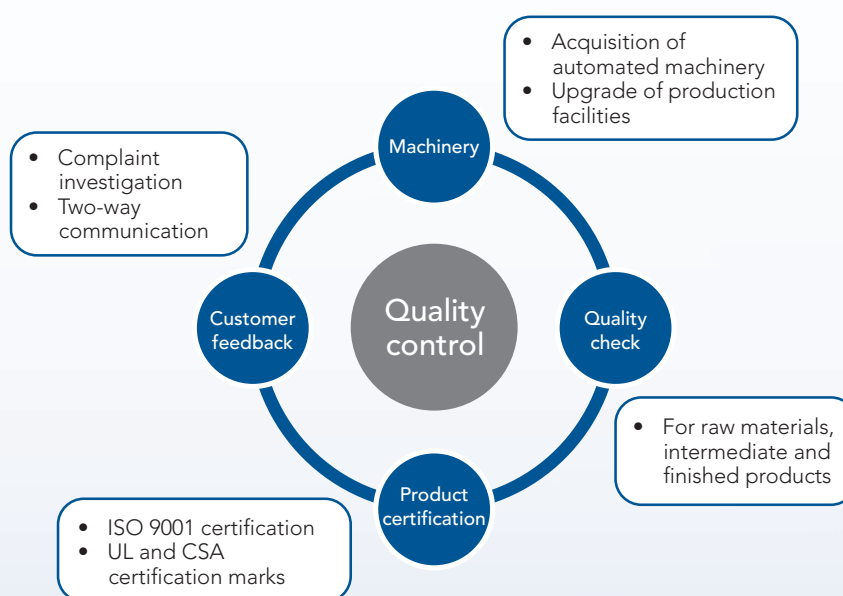 • Acquisition of
automated machinery
• Upgrade of production
facilities
Machinery
• Complaint
investigation
• Two-way
communication
Customer
feedback
Quality
control
Quality
check
• For raw materials,
intermediate and
finished products
Product
certification
• ISO 9001 certification
• UL and CSA
certification marks